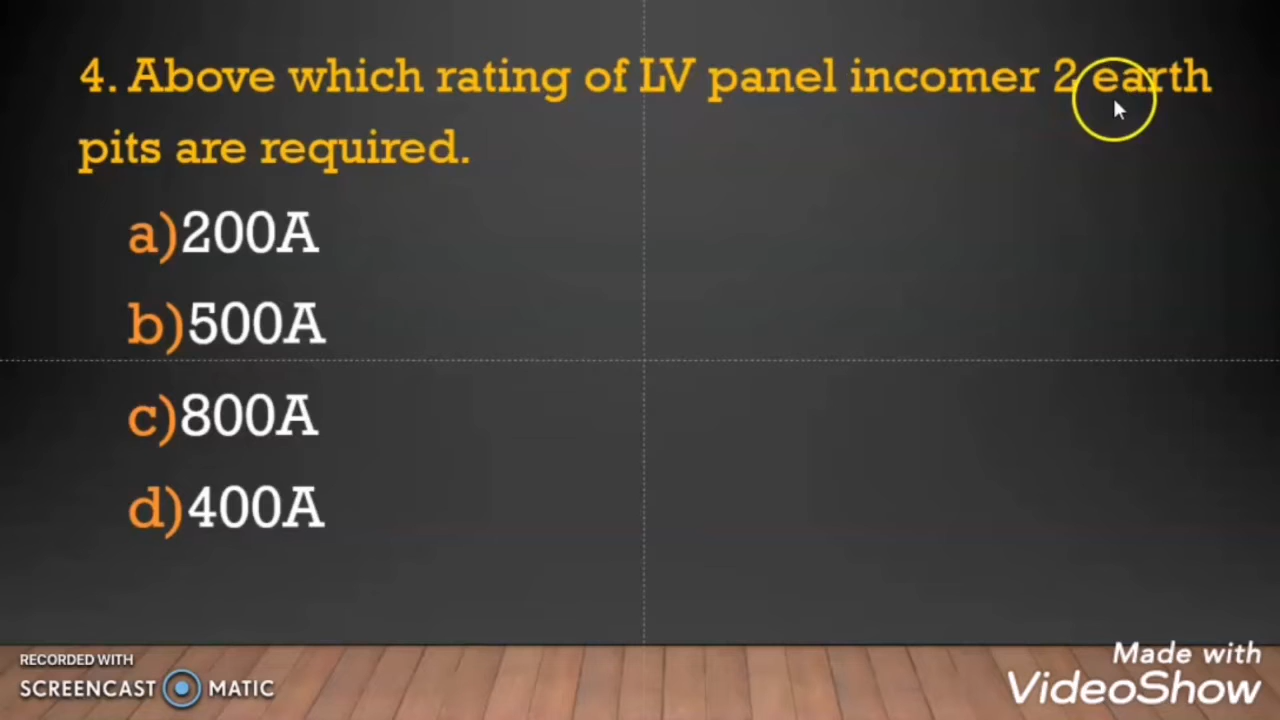 4. Above which rating of LV panel incomer 2 earth
pits are required.
a)200A
b)500A
c)800A
d)400A
RECORDED WITH
SCREENCAST MATIC
Made with
VideoShow